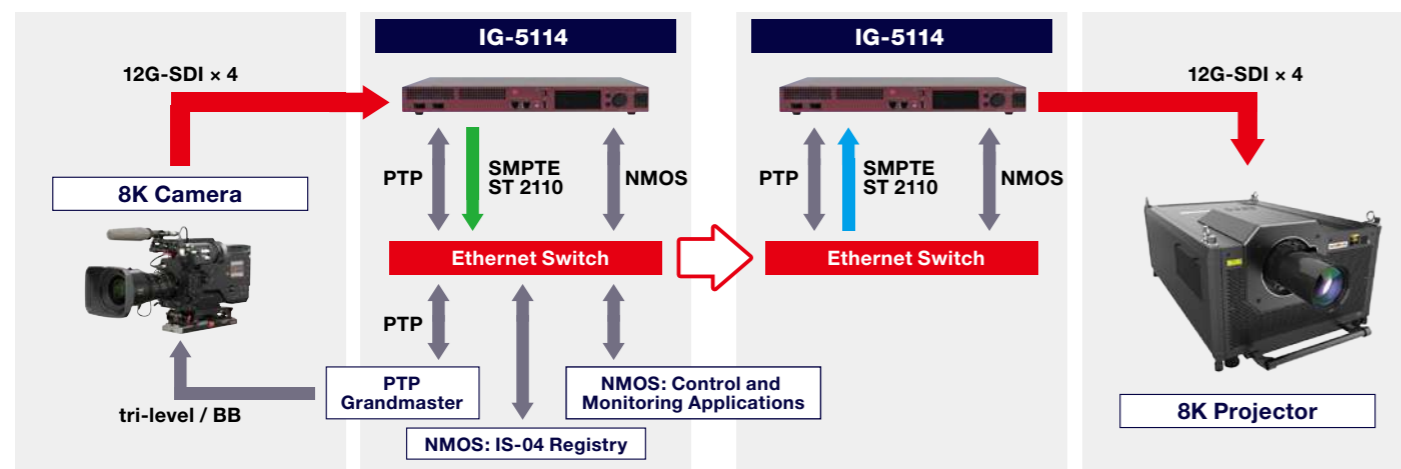 IG-5114
IG-5114
12G-SDI × 4
12G-SDI × 4
PTP
SMPTE
ST 2110
NMOS
PTP
SMPTE
ST 2110
NMOS
8K Camera
Ethernet Switch
Ethernet Switch
PTP
tri-level / BB
PTP
Grandmaster
NMOS: Control and
Monitoring Applications
NMOS: IS-04 Registry
8K Projector